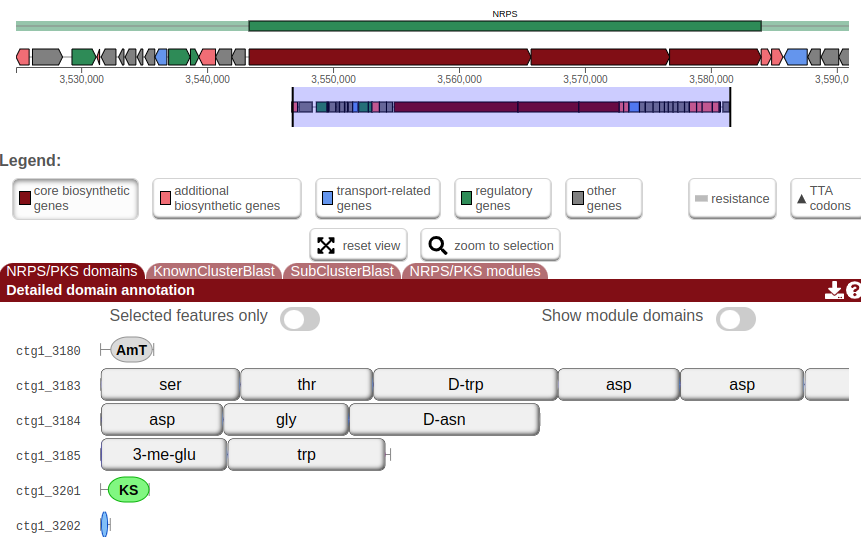 NRPS
3,530,000 3,540,000 3,550,000 3,560,000 3,570,000 3,580,000 3,590,0
Legend:
core biosynthetic genes
additional biosynthetic genes
transport-related genes
regulatory genes
other genes
resistance
TTA codons
reset view
zoom to selection
NRPS/PKS domains KnownClusterBlast SubClusterBlast NRPS/PKS modules
Detailed domain annotation
Selected features only Show module domains
ctg1_3180 AmT
ctg1_3183 ser thr D-trp asp asp
ctg1_3184 asp gly D-asn
ctg1_3185 3-me-glu trp
ctg1_3201 KS
ctg1_3202